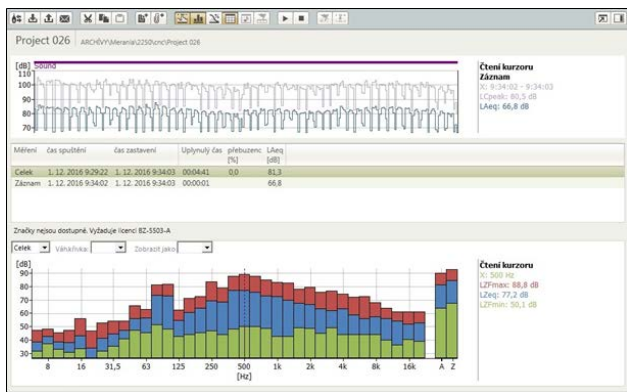 Project 026 ARCHÍVY\Merania\2250\cnc\Project 026
[dB] Sound
110
100
90
80
70
Čtení kurzoru
Záznam
X: 9:34:02 - 9:34:03
LCpeak: 80,5 dB
LAeq: 66,8 dB
Měření čas spuštění čas zastavení Uplynulý čas přebuzenc LAeq
[%] [dB]
Celek 1. 12. 2016 9:29:22 1. 12. 2016 9:34:03 00:04:41 0,0 81,3
Záznam 1. 12. 2016 9:34:02 1. 12. 2016 9:34:03 00:00:01 66,8
Značky nejsou dostupné. Vyžaduje licenci BZ-5503-A
Celek Váha/vka: Zobrazit jako:
[dB]
90
80
70
60
50
40
30
8 16 31,5 63 125 250 500 1k 2k 4k 8k 16k A Z
[Hz]
Čtení kurzoru
X: 500 Hz
LZFmax: 88,8 dB
LZeq: 77,2 dB
LZFmin: 50,1 dB